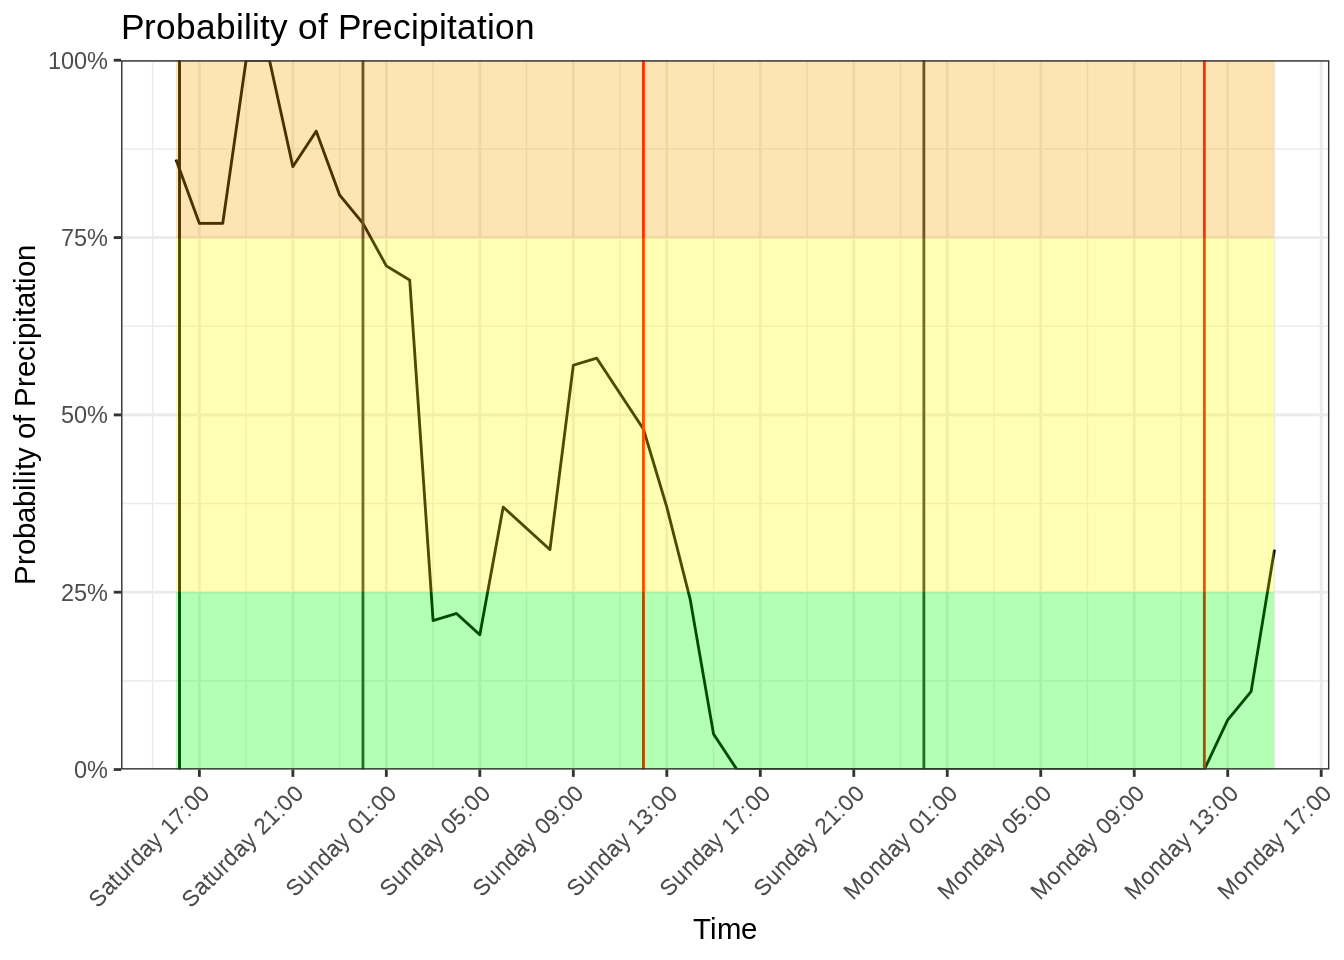 Probability of Precipitation
Probability of Precipitation
100%
75%
50%
25%
0%
Saturday 17:00
Saturday 21:00
Sunday 01:00
Sunday 05:00
Sunday 09:00
Sunday 13:00
Sunday 17:00
Sunday 21:00
Monday 01:00
Monday 05:00
Monday 09:00
Monday 13:00
Monday 17:00
Time